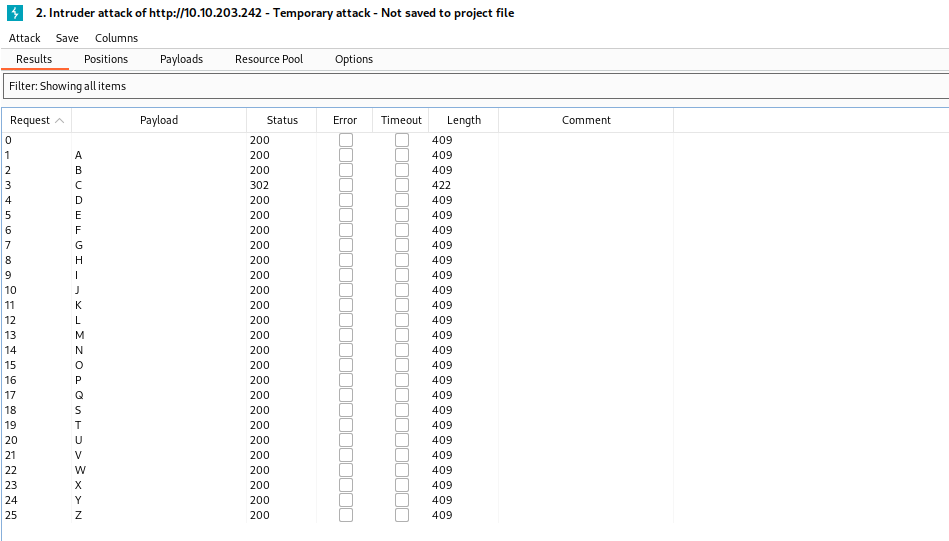 2. Intruder attack of http://10.10.203.242 - Temporary attack - Not saved to project file
Attack Save Columns
Results Positions Payloads Resource Pool Options
Filter: Showing all items
Request Payload Status Error Timeout Length Comment
0 200 409
1 A 200 409
2 B 200 409
3 C 302 422
4 D 200 409
5 E 200 409
6 F 200 409
7 G 200 409
8 H 200 409
9 I 200 409
10 J 200 409
11 K 200 409
12 L 200 409
13 M 200 409
14 N 200 409
15 O 200 409
16 P 200 409
17 Q 200 409
18 S 200 409
19 T 200 409
20 U 200 409
21 V 200 409
22 W 200 409
23 X 200 409
24 Y 200 409
25 Z 200 409